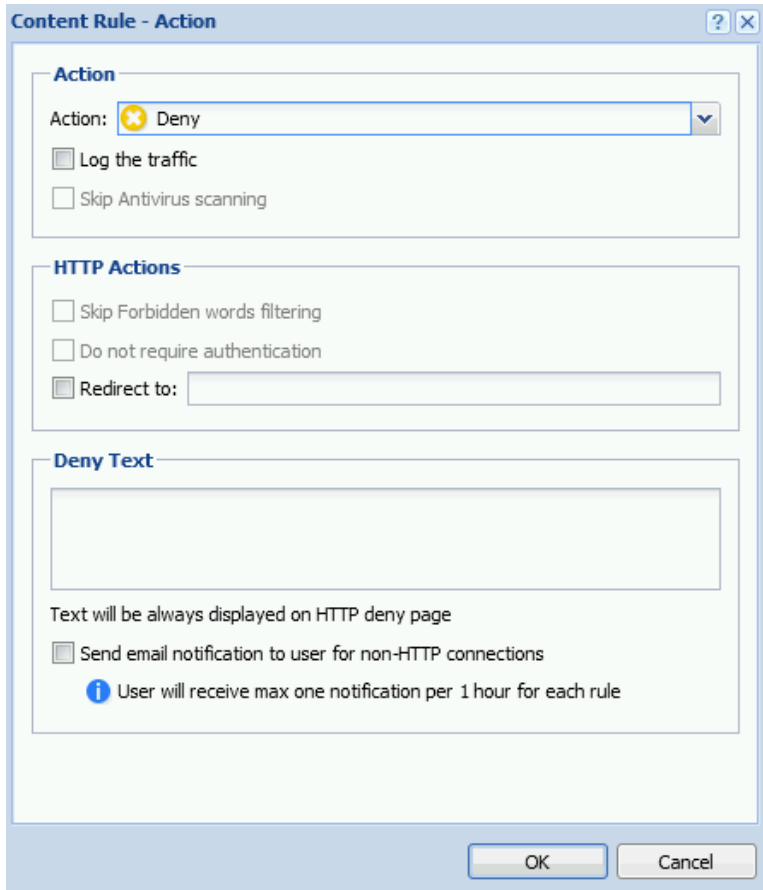 Content Rule - Action
Action
Action: Deny
Log the traffic
Skip Antivirus scanning
HTTP Actions
Skip Forbidden words filtering
Do not require authentication
Redirect to:
Deny Text
Text will be always displayed on HTTP deny page
Send email notification to user for non-HTTP connections
User will receive max one notification per 1 hour for each rule
OK Cancel